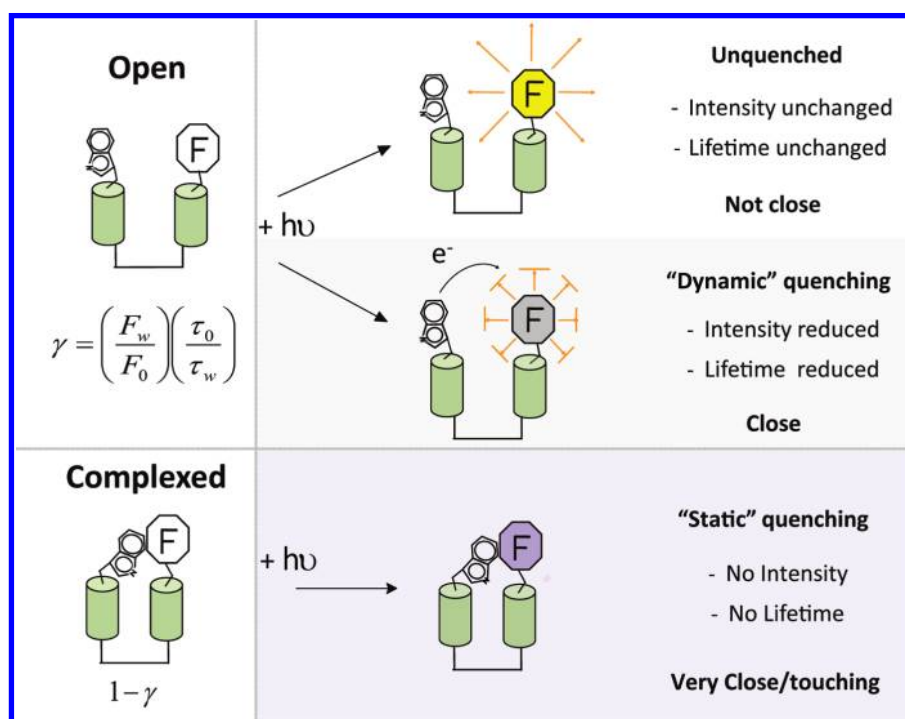 Open
F
N
+ hυ
γ = (F_w / F_0)(τ_0 / τ_w)
F
N
Unquenched
- Intensity unchanged
- Lifetime unchanged
Not close
e⁻
F
N
“Dynamic” quenching
- Intensity reduced
- Lifetime reduced
Close
Complexed
F
N
1 − γ
+ hυ
F
N
“Static” quenching
- No Intensity
- No Lifetime
Very Close/touching